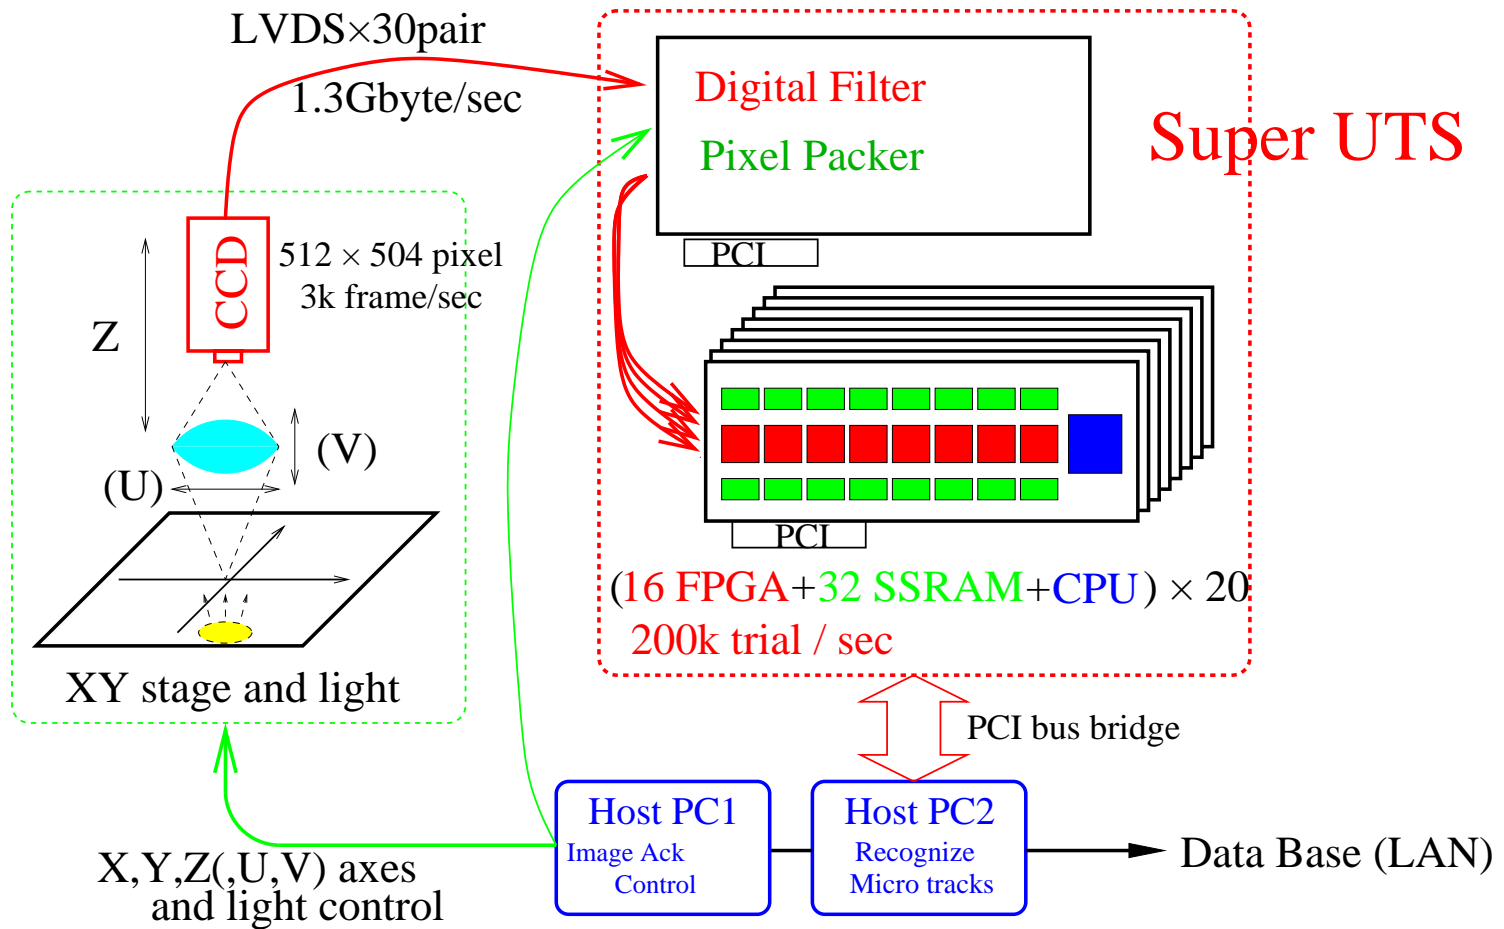 LVDS×30pair
1.3Gbyte/sec
Digital Filter
Pixel Packer
Super UTS
PCI
CCD
512 × 504 pixel
3k frame/sec
Z
(V)
(U)
XY stage and light
PCI
(16 FPGA+32 SSRAM+CPU) × 20
200k trial / sec
PCI bus bridge
Host PC1
Image Ack
Control
Host PC2
Recognize
Micro tracks
Data Base (LAN)
X,Y,Z(,U,V) axes
and light control